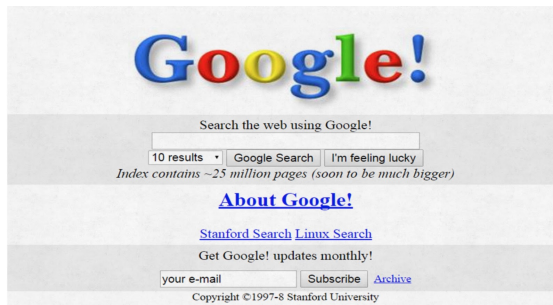 Google!
Search the web using Google!
10 results Google Search I'm feeling lucky
Index contains ~25 million pages (soon to be much bigger)
About Google!
Stanford Search Linux Search
Get Google! updates monthly!
your e-mail Subscribe Archive
Copyright ©1997-8 Stanford University